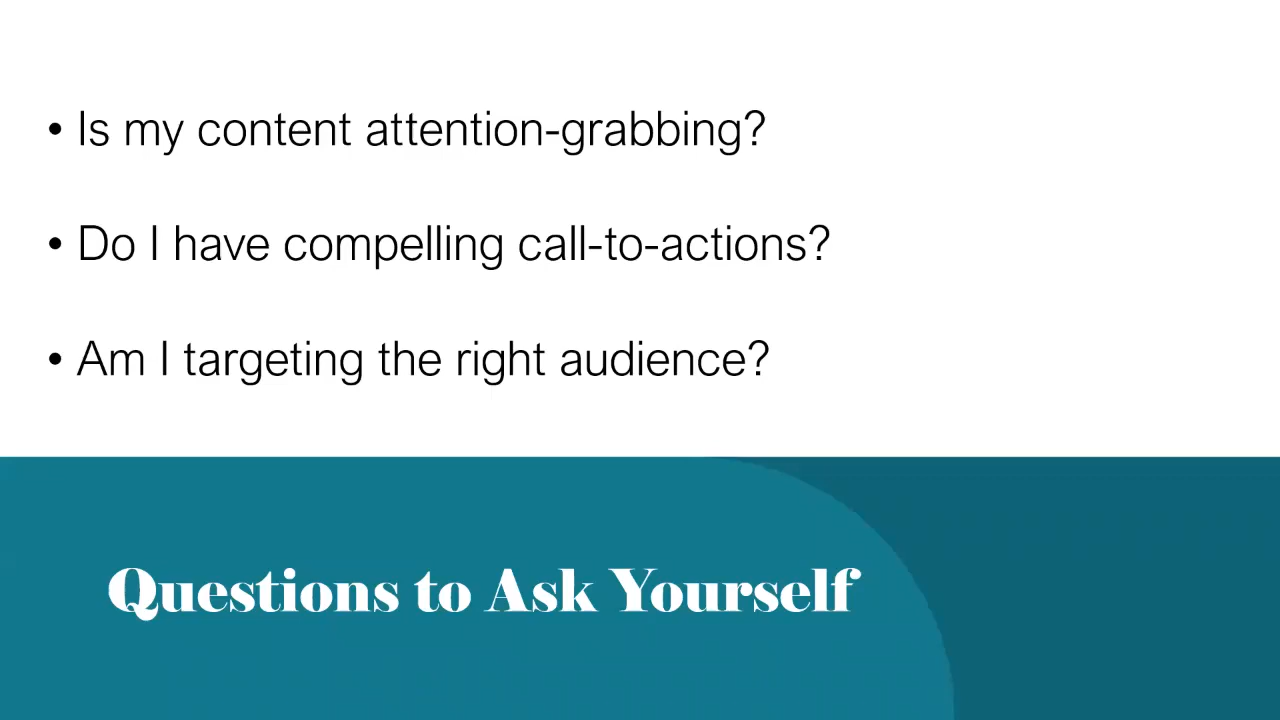 • Is my content attention-grabbing?
• Do I have compelling call-to-actions?
• Am I targeting the right audience?
Questions to Ask Yourself